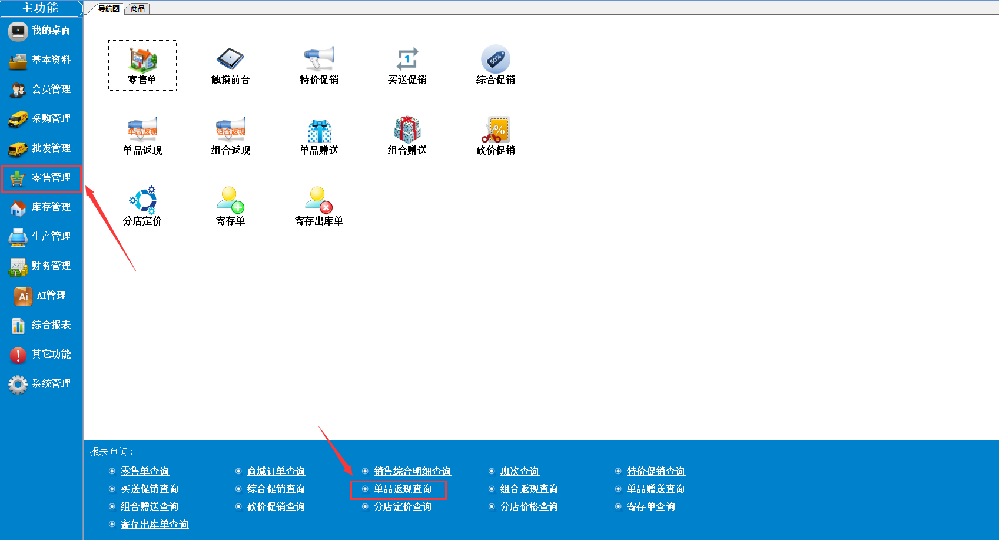 主功能
导航图
商品
我的桌面
基本资料
会员管理
采购管理
批发管理
零售管理
库存管理
生产管理
财务管理
Ai
AI管理
综合报表
其它功能
系统管理
零售单
触摸前台
特价促销
1
买送促销
50%
综合促销
单品返现
单品返现
组合返现
组合返现
单品赠送
组合赠送
%
砍价促销
分店定价
寄存单
寄存出库单
报表查询：
零售单查询
商城订单查询
销售综合明细查询
班次查询
特价促销查询
买送促销查询
综合促销查询
单品返现查询
组合返现查询
单品赠送查询
组合赠送查询
砍价促销查询
分店定价查询
分店价格查询
寄存单查询
寄存出库单查询